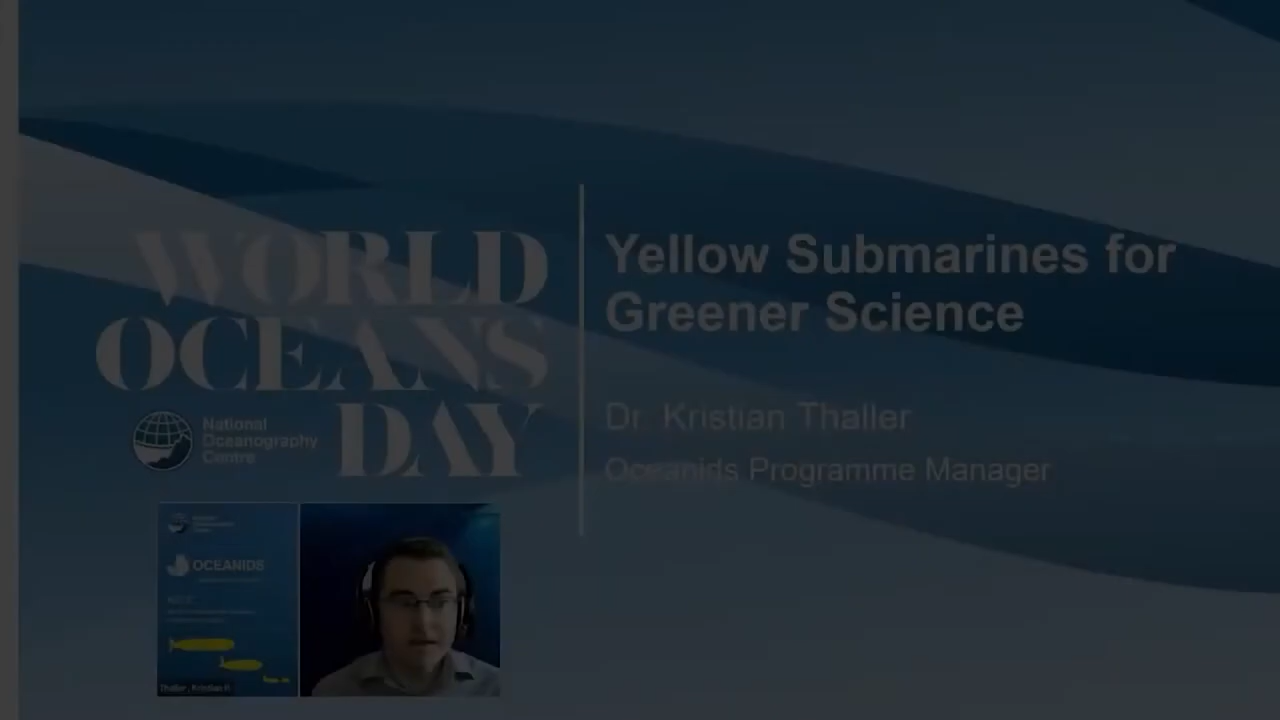 WORLD
OCEANS
DAY
National
Oceanography
Centre
Yellow Submarines for
Greener Science
Dr. Kristian Thaller
Oceanids Programme Manager
OCEANIDS
Thaller, Kristian P.